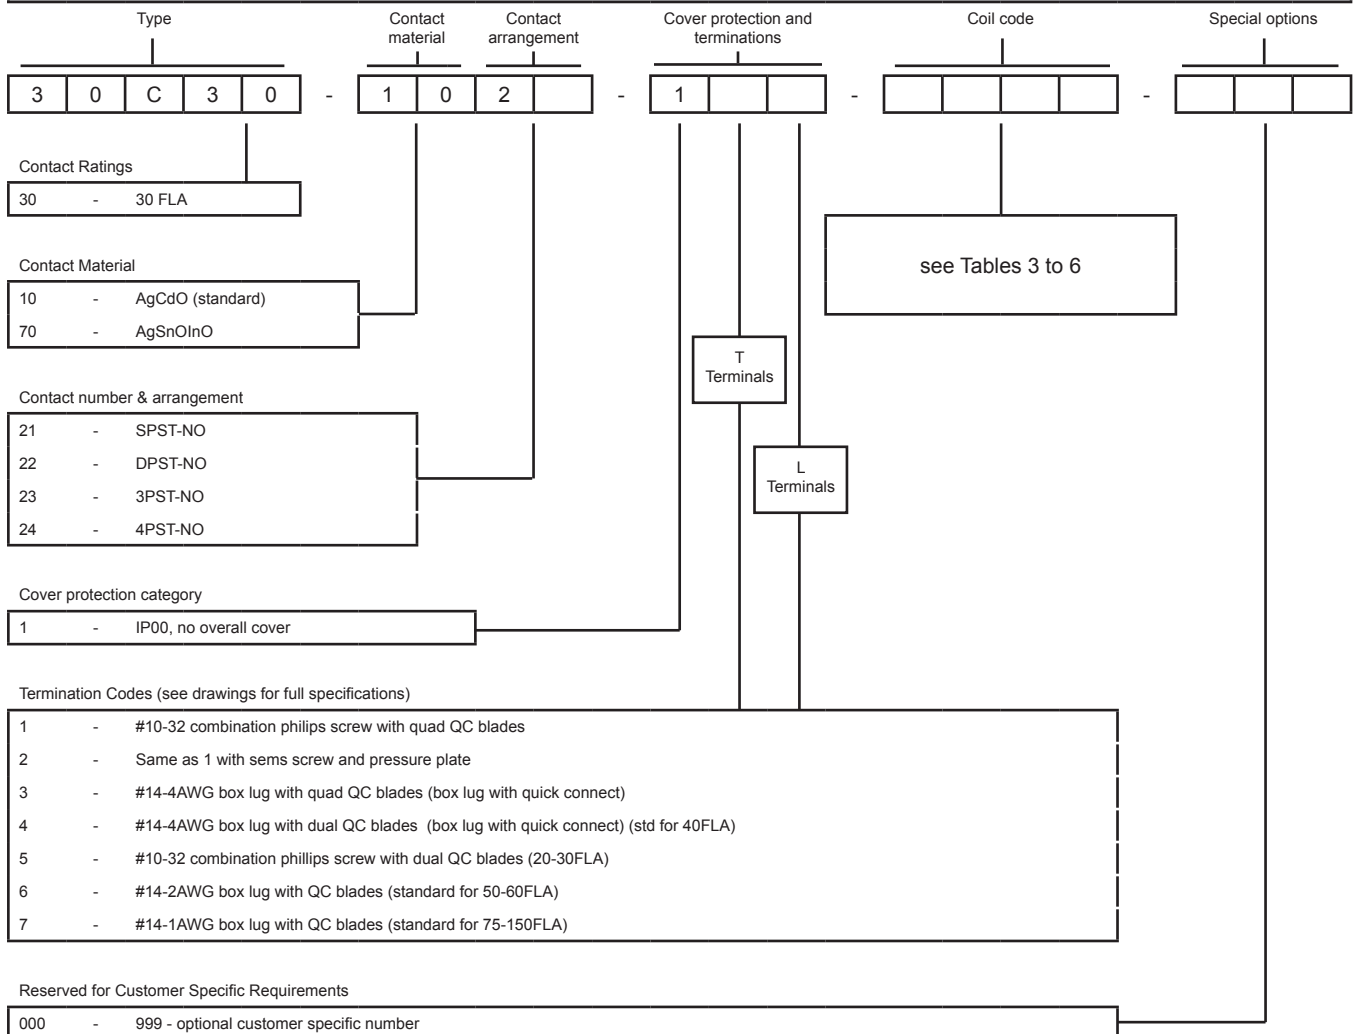 Type Contact material Contact arrangement Cover protection and terminations Coil code Special options
3 0 C 3 0 - 1 0 2 - 1 - -
Contact Ratings
30 - 30 FLA
Contact Material
10 - AgCdO (standard)
70 - AgSnOInO
see Tables 3 to 6
T
Terminals
Contact number & arrangement
21 - SPST-NO
22 - DPST-NO
23 - 3PST-NO
24 - 4PST-NO
L
Terminals
Cover protection category
1 - IP00, no overall cover
Termination Codes (see drawings for full specifications)
1 - #10-32 combination philips screw with quad QC blades
2 - Same as 1 with sems screw and pressure plate
3 - #14-4AWG box lug with quad QC blades (box lug with quick connect)
4 - #14-4AWG box lug with dual QC blades (box lug with quick connect) (std for 40FLA)
5 - #10-32 combination phillips screw with dual QC blades (20-30FLA)
6 - #14-2AWG box lug with QC blades (standard for 50-60FLA)
7 - #14-1AWG box lug with QC blades (standard for 75-150FLA)
Reserved for Customer Specific Requirements
000 - 999 - optional customer specific number